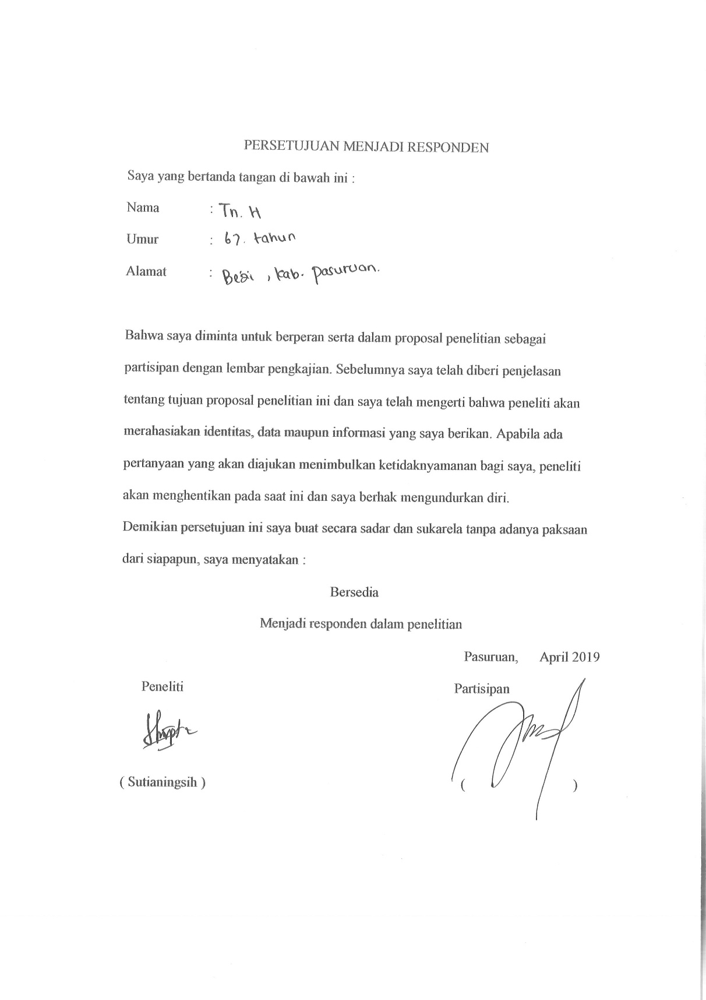 PERSETUJUAN MENJADI RESPONDEN
Saya yang bertanda tangan di bawah ini :
Nama : Tn. H
Umur : 67. tahun
Alamat : , kab. Pasuruan.
Bahwa saya diminta untuk berperan serta dalam proposal penelitian sebagai
partisipan dengan lembar pengkajian. Sebelumnya saya telah diberi penjelasan
tentang tujuan proposal penelitian ini dan saya telah mengerti bahwa peneliti akan
merahasiakan identitas, data maupun informasi yang saya berikan. Apabila ada
pertanyaan yang akan diajukan menimbulkan ketidaknyamanan bagi saya, peneliti
akan menghentikan pada saat ini dan saya berhak mengundurkan diri.
Demikian persetujuan ini saya buat secara sadar dan sukarela tanpa adanya paksaan
dari siapapun, saya menyatakan :
Bersedia
Menjadi responden dalam penelitian
Pasuruan, April 2019
Peneliti Partisipan
( Sutianingsih ) ( )